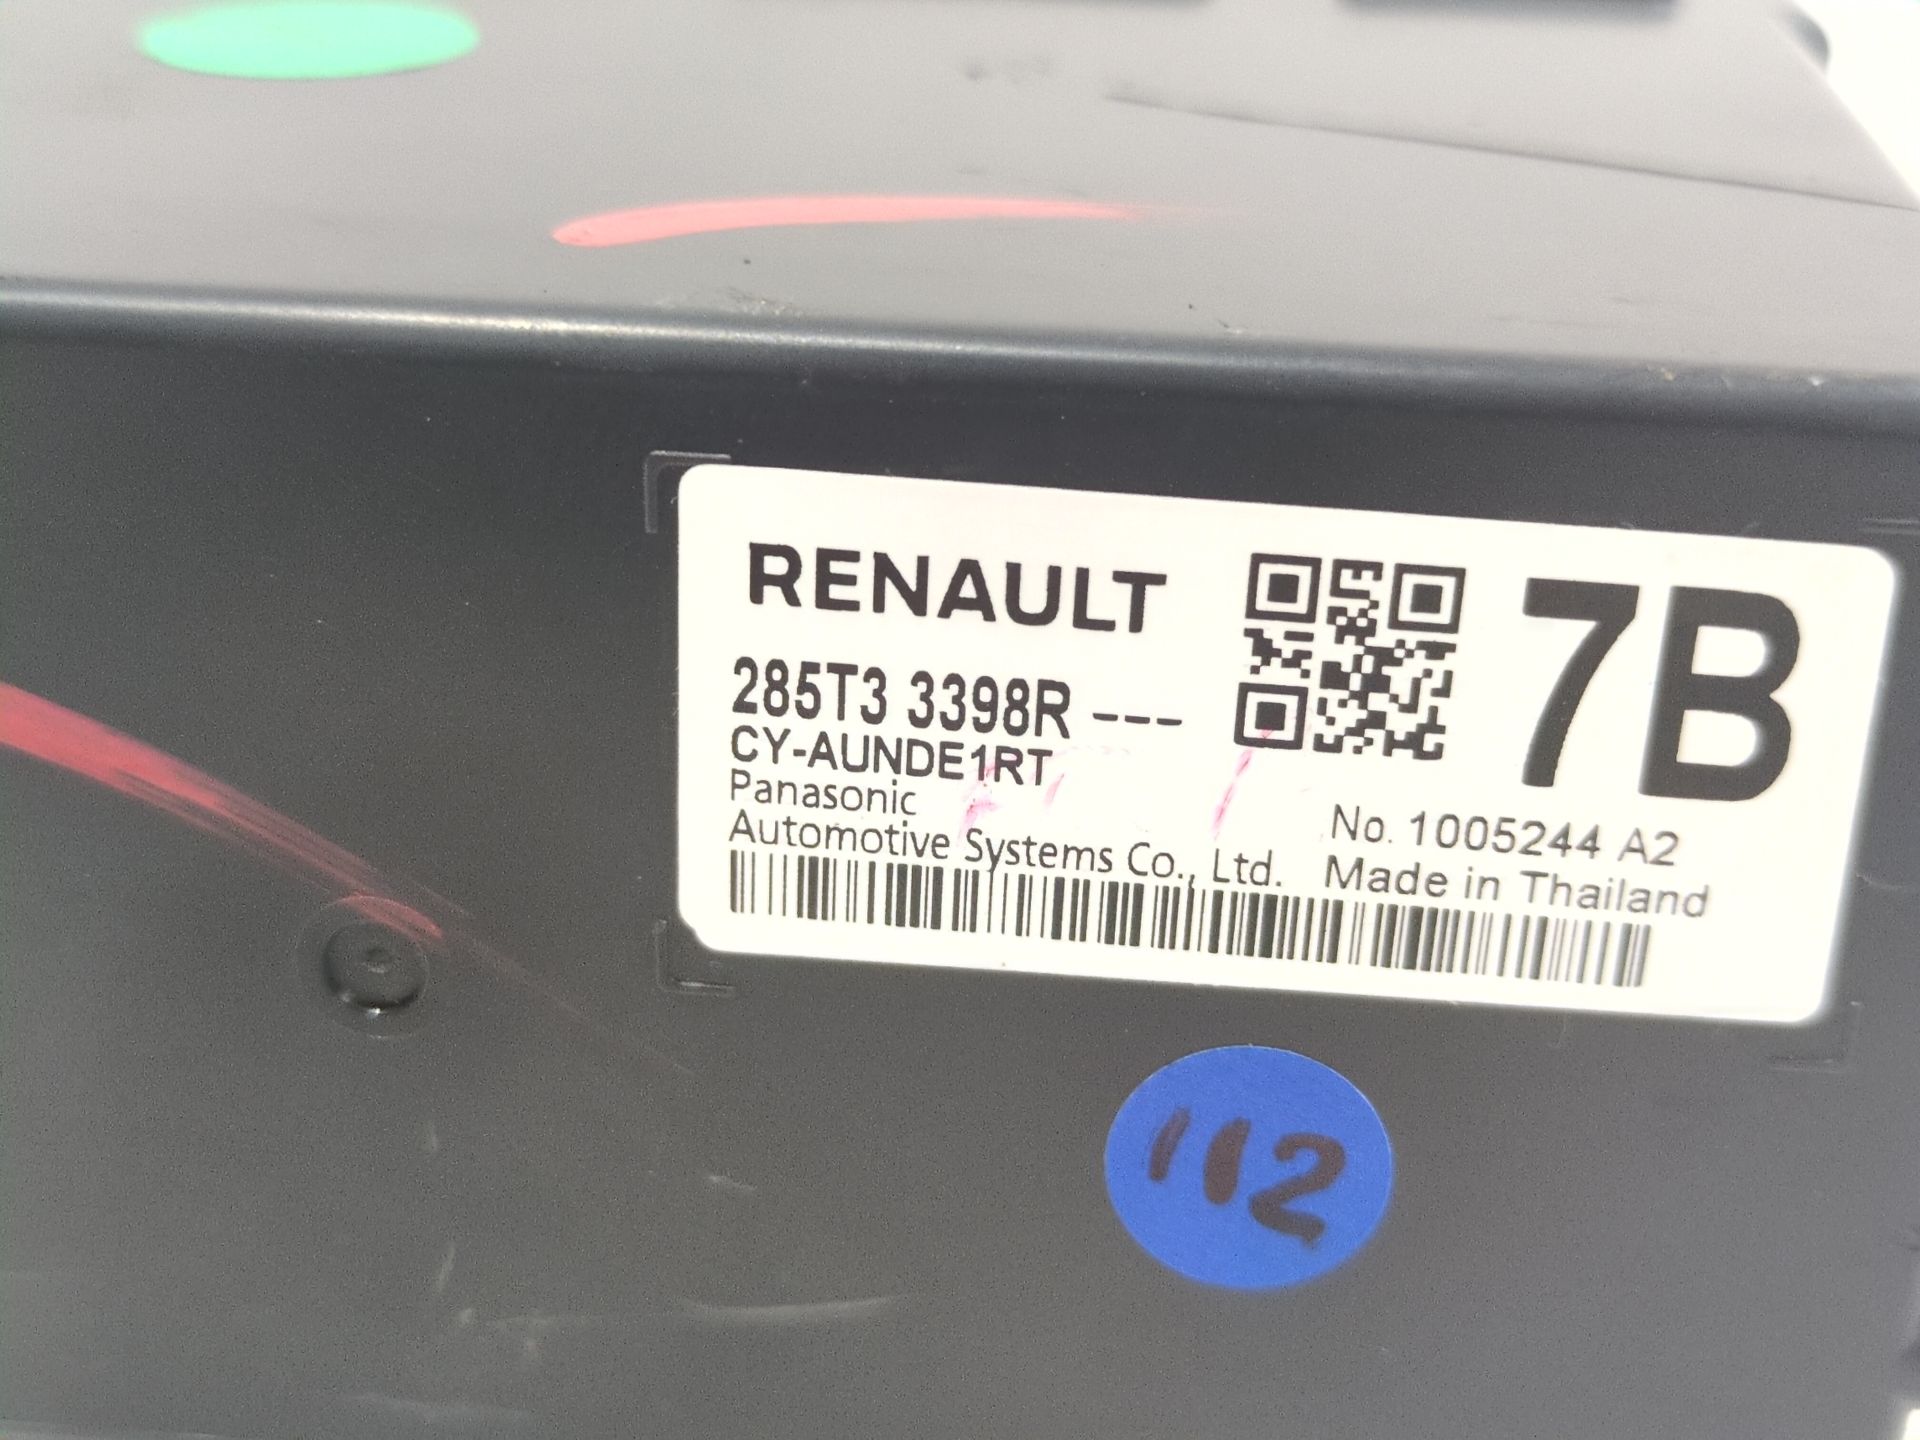 RENAULT
7B
285T3 3398R ---
CY-AUNDE1RT
Panasonic
Automotive Systems Co., Ltd.
No. 1005244 A2
Made in Thailand
112